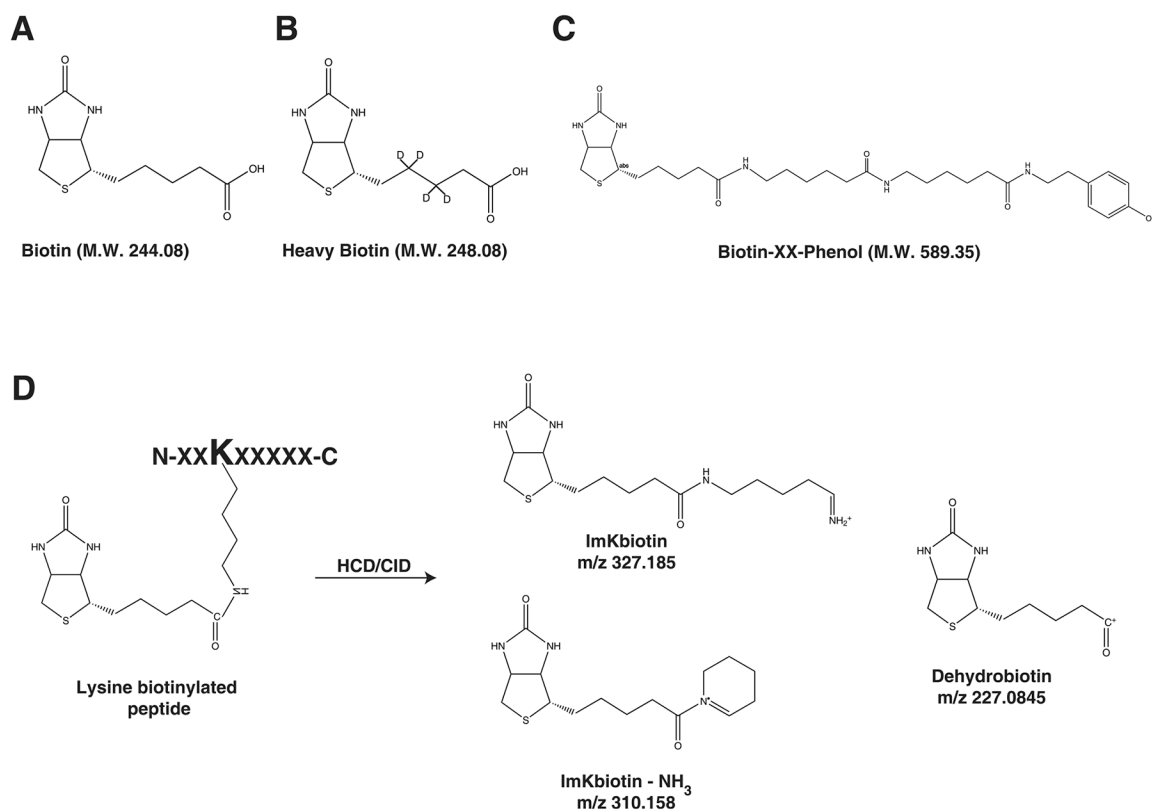 A
B
C
O
HN
NH
S
OH
O
O
HN
NH
S
D D
D D
OH
O
O
HN
NH
abs
S
O
H
N
O
N
H
O
H
N
O
Biotin (M.W. 244.08)
Heavy Biotin (M.W. 248.08)
Biotin-XX-Phenol (M.W. 589.35)
D
N-XXKXXXXX-C
O
HN
NH
S
C
O
Lysine biotinylated
peptide
HCD/CID
O
HN
NH
S
O
H
N
NH2+
ImKbiotin
m/z 327.185
O
HN
NH
S
O
N+
ImKbiotin - NH3
m/z 310.158
O
HN
NH
S
C+
O
Dehydrobiotin
m/z 227.0845